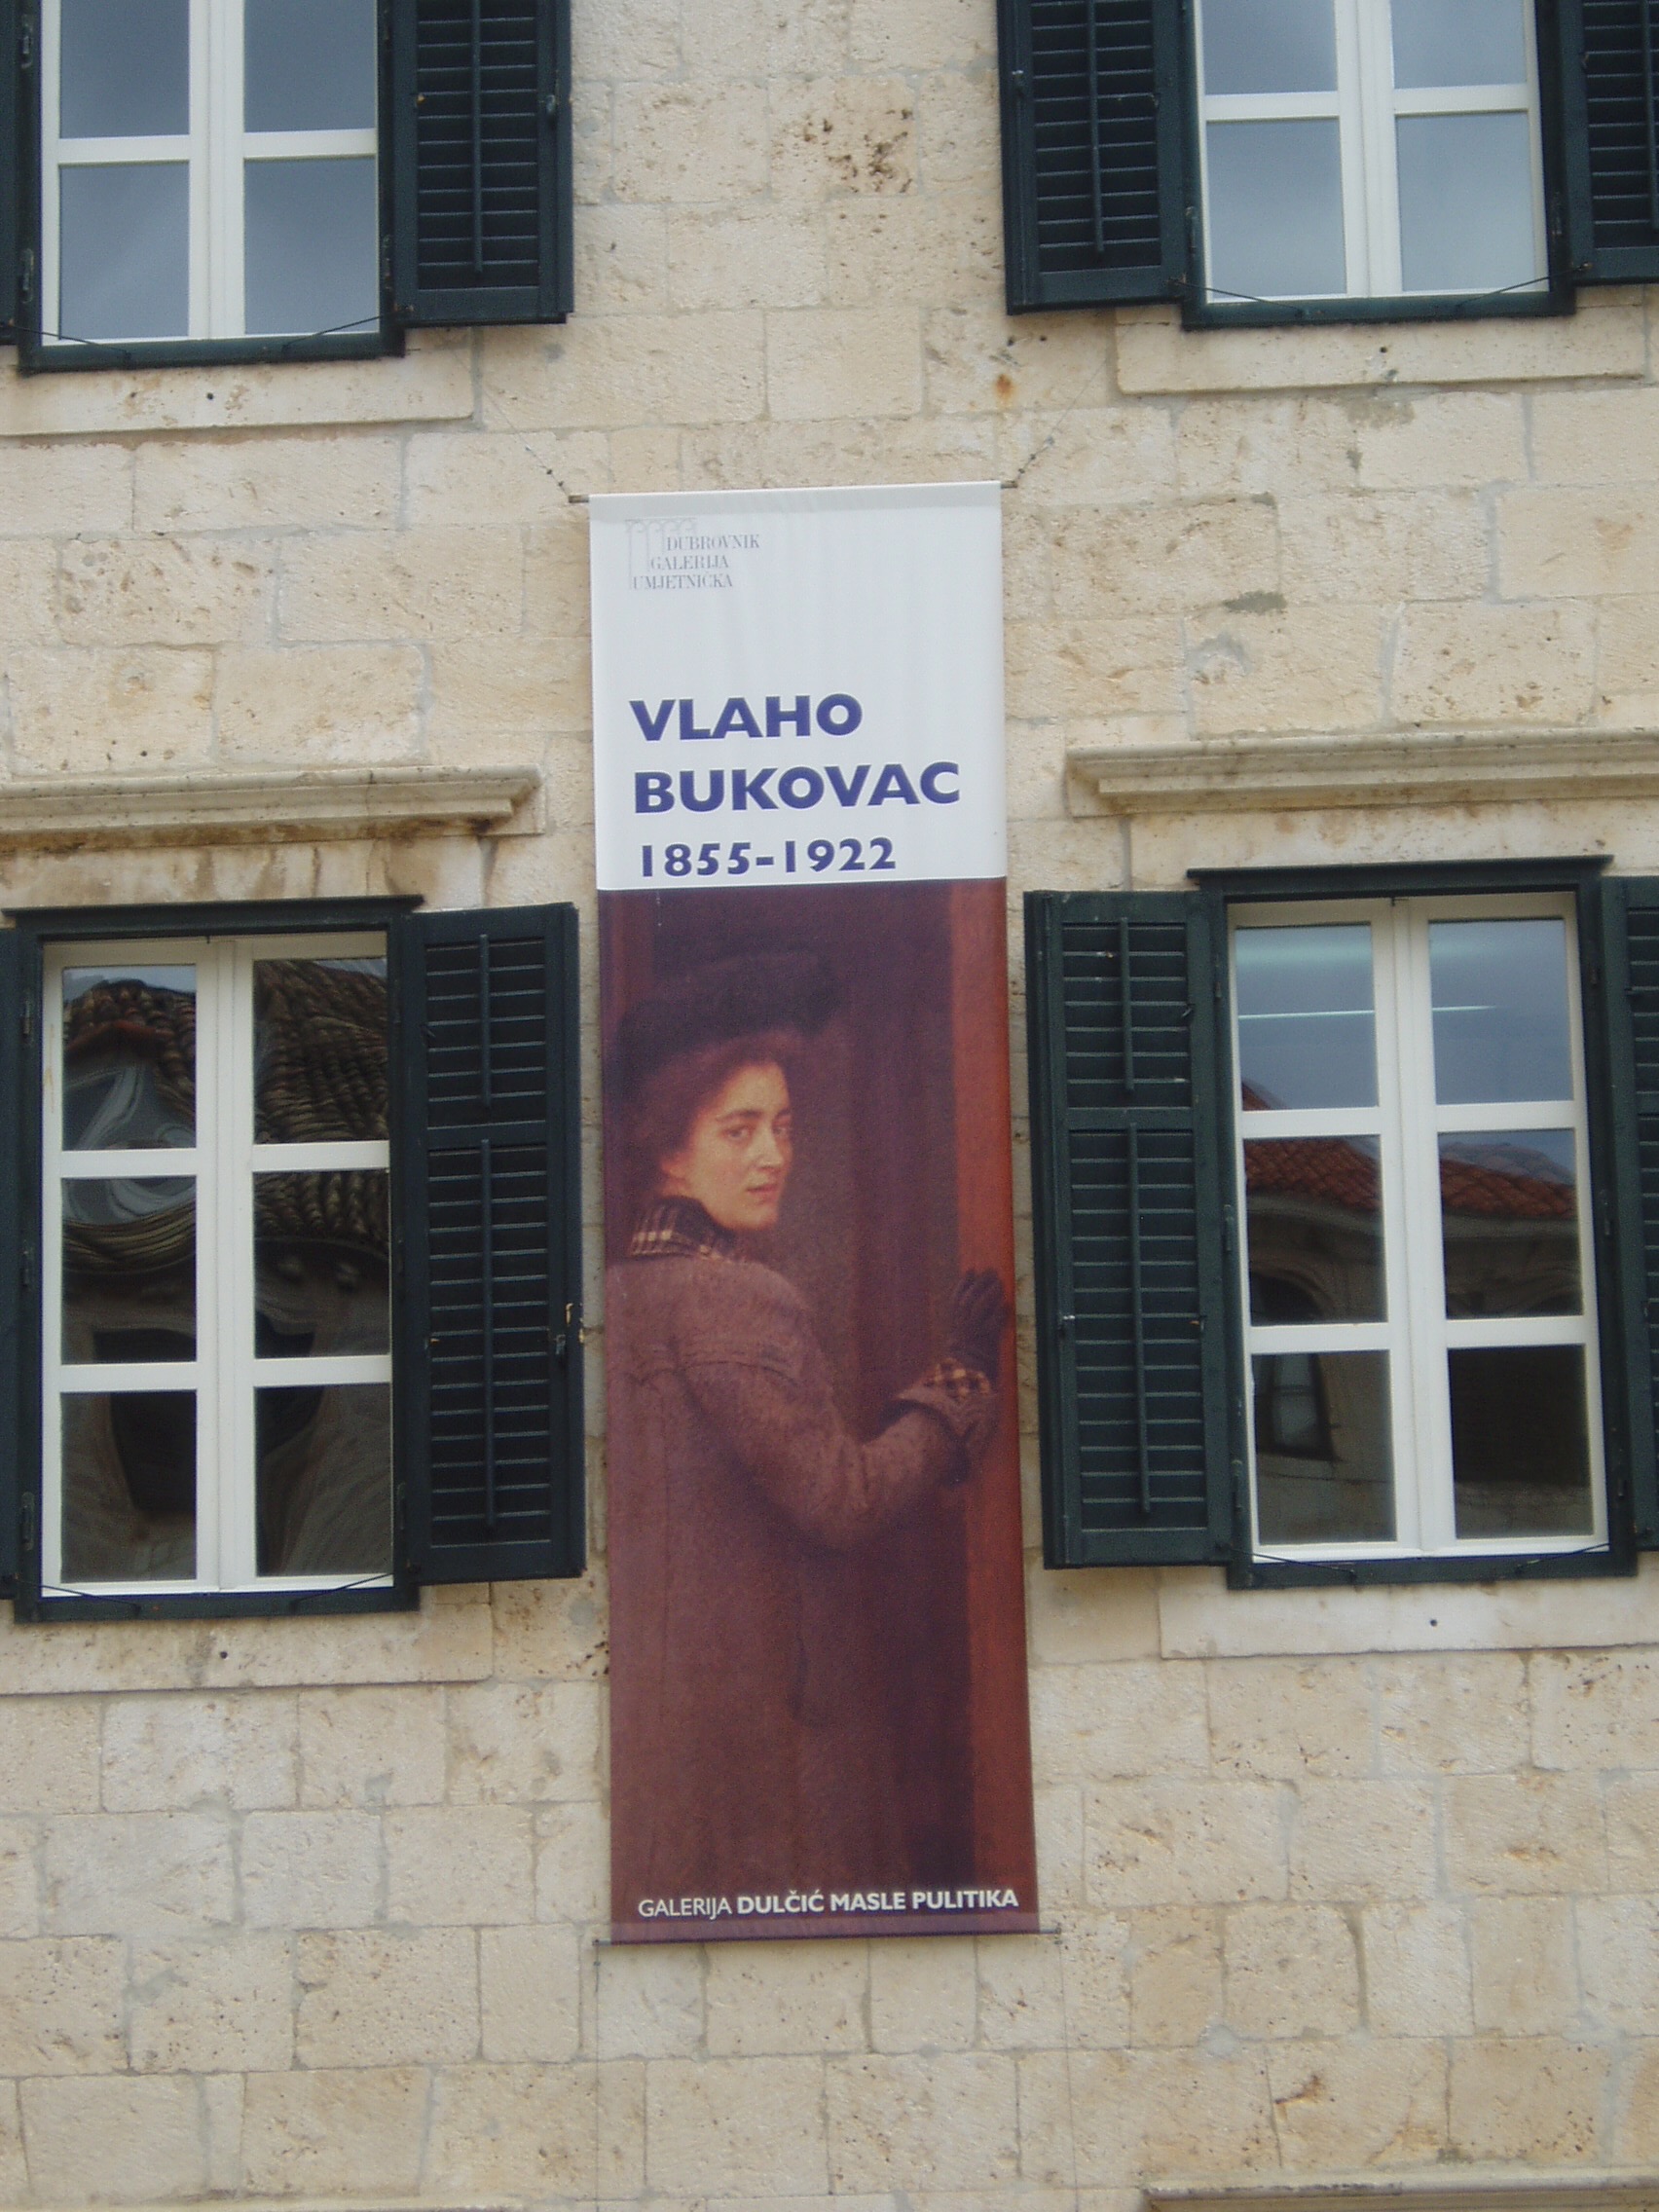 DUBROVNIK
GALERIJA
UMJETNIČKA
VLAHO
BUKOVAC
1855-1922
GALERIJA DULČIĆ MASLE PULITIKA